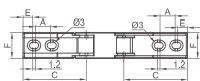 E A Ø3 Ø3 A E
F F
1.2 1.2
C C